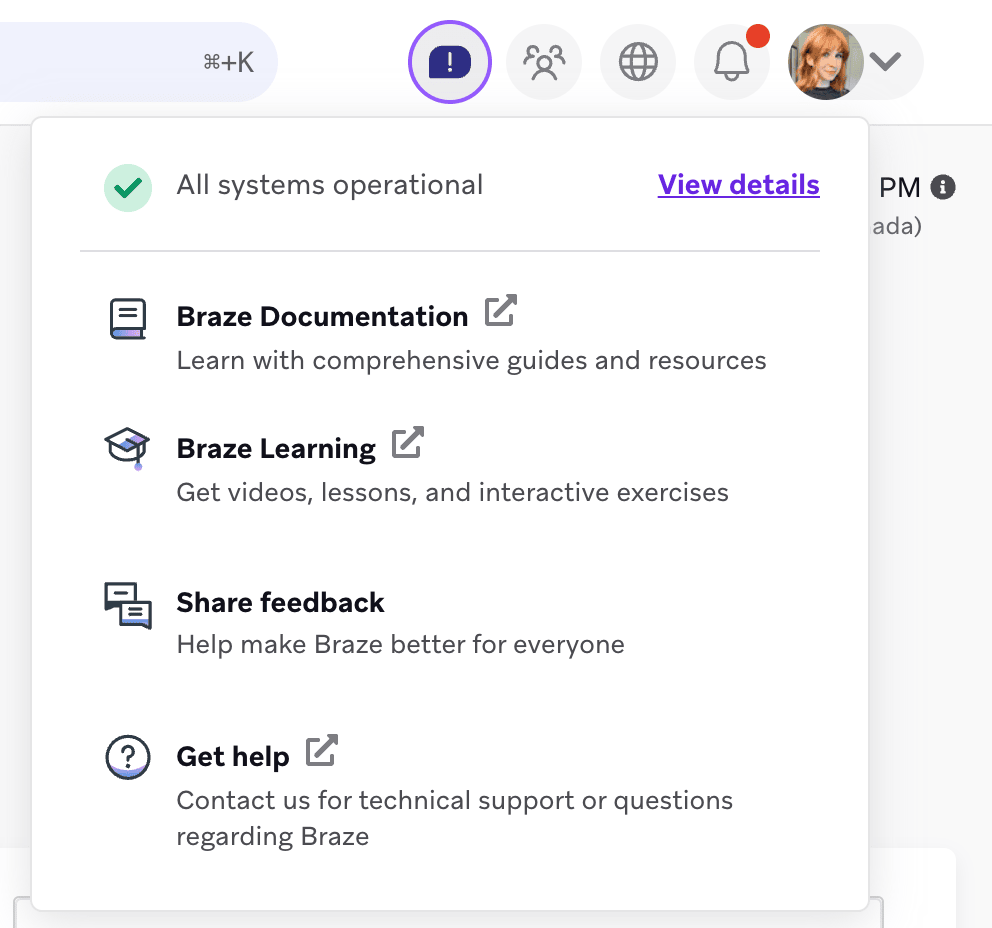 ⌘+K
All systems operational
View details
PM
ada)
Braze Documentation
Learn with comprehensive guides and resources
Braze Learning
Get videos, lessons, and interactive exercises
Share feedback
Help make Braze better for everyone
Get help
Contact us for technical support or questions
regarding Braze